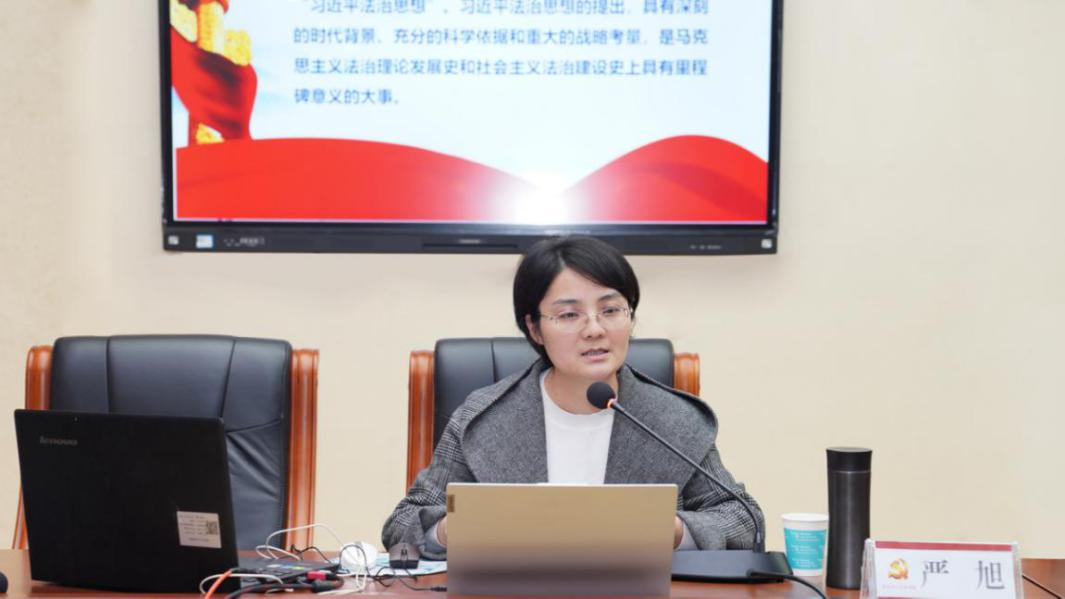 “习近平法治思想”。习近平法治思想的提出，具有深刻
的时代背景、充分的科学依据和重大的战略考量，是马克
思主义法治理论发展史和社会主义法治建设史上具有里程
碑意义的大事。
lenovo
严 旭